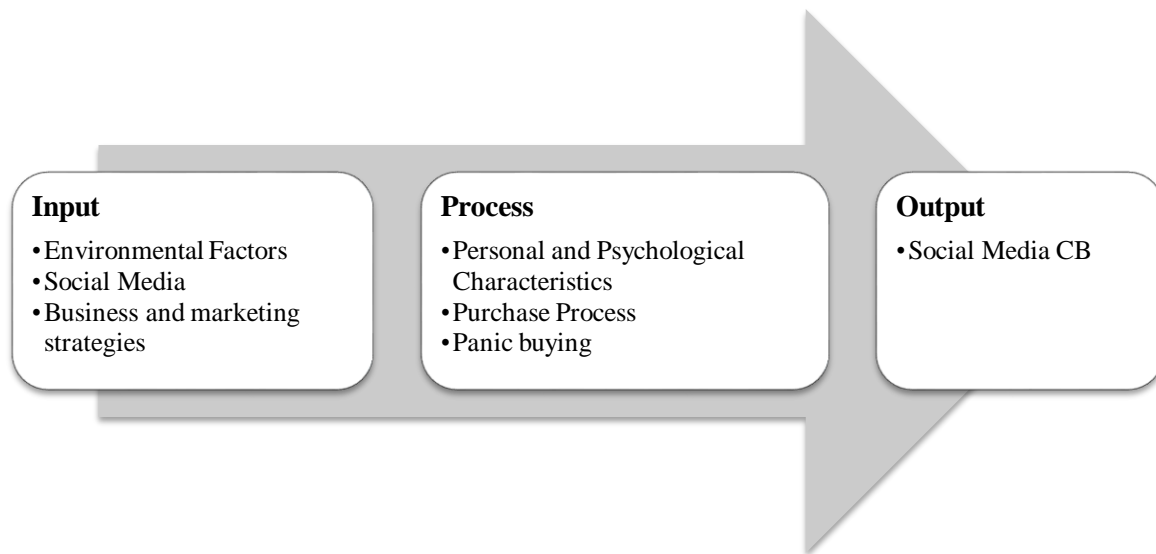 Input
•Environmental Factors
•Social Media
•Business and marketing
strategies
Process
•Personal and Psychological
Characteristics
•Purchase Process
•Panic buying
Output
•Social Media CB